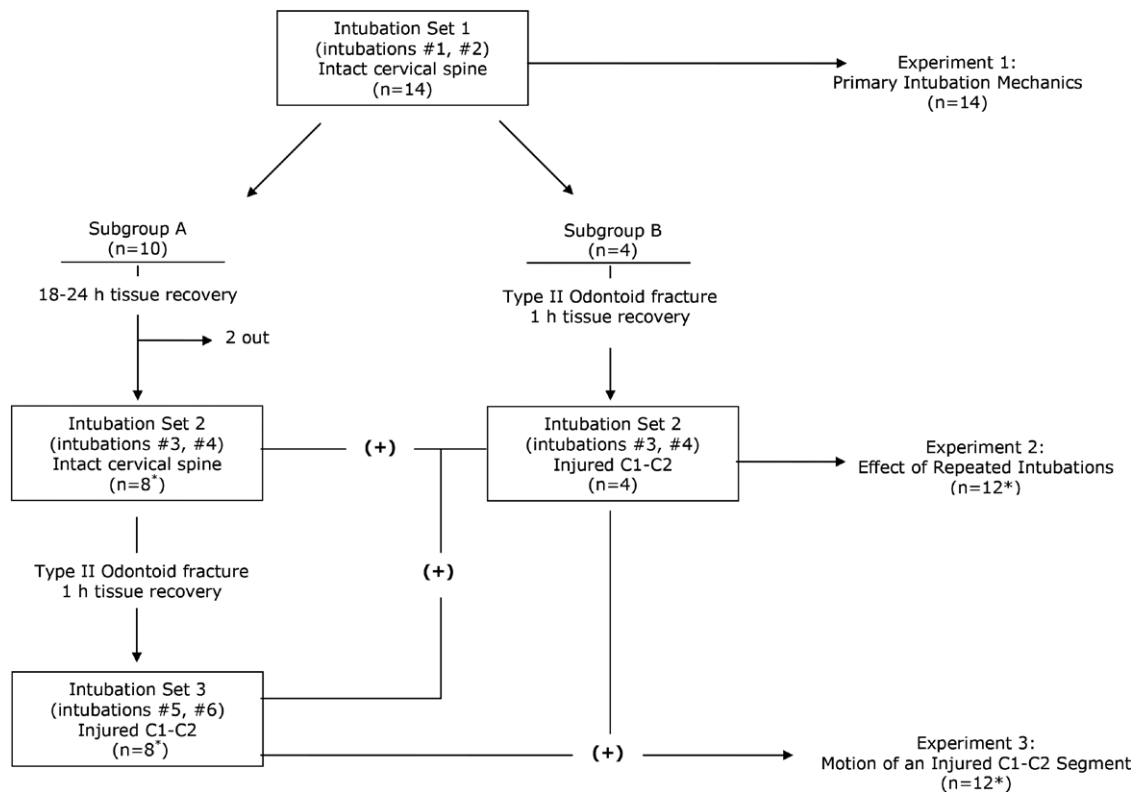 Intubation Set 1
(intubations #1, #2)
Intact cervical spine
(n=14)
Experiment 1:
Primary Intubation Mechanics
(n=14)
Subgroup A
(n=10)
18-24 h tissue recovery
2 out
Subgroup B
(n=4)
Type II Odontoid fracture
1 h tissue recovery
Intubation Set 2
(intubations #3, #4)
Intact cervical spine
(n=8*)
(+)
Intubation Set 2
(intubations #3, #4)
Injured C1-C2
(n=4)
Experiment 2:
Effect of Repeated Intubations
(n=12*)
Type II Odontoid fracture
1 h tissue recovery
(+)
Intubation Set 3
(intubations #5, #6)
Injured C1-C2
(n=8*)
(+)
Experiment 3:
Motion of an Injured C1-C2 Segment
(n=12*)